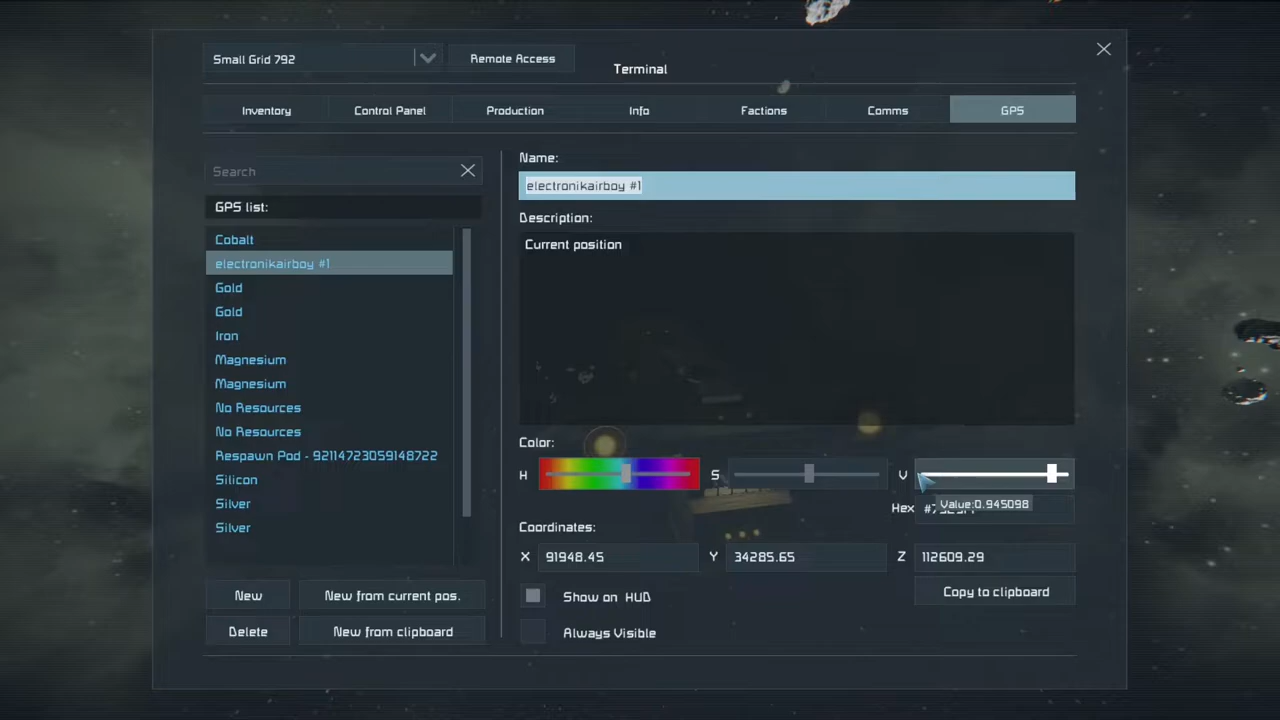 Small Grid 792
Remote Access
Terminal
Inventory
Control Panel
Production
Info
Factions
Comms
GPS
Search
GPS list:
Cobalt
electronikairboy #1
Gold
Gold
Iron
Magnesium
Magnesium
No Resources
No Resources
Respawn Pod - 92114723059148722
Silicon
Silver
Silver
New
New from current pos.
Delete
New from clipboard
Name:
electronikairboy #1
Description:
Current position
Color:
H
S
V
Value:0.945098
Hex
Coordinates:
X 91948.45
Y 34285.65
Z 112609.29
Show on HUD
Copy to clipboard
Always Visible